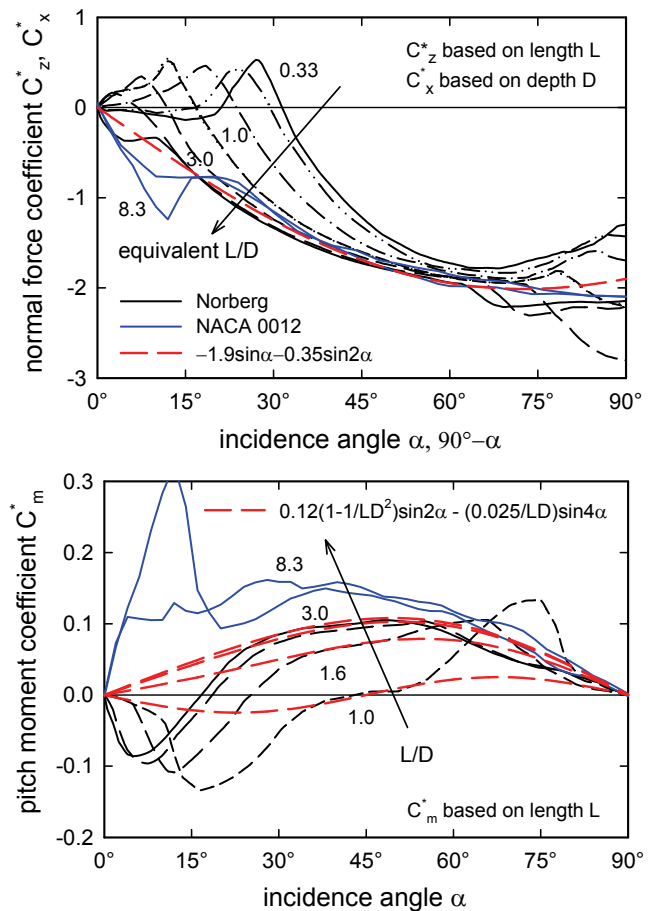 normal force coefficient C*z, C*x
1
0
-1
-2
-3
C*z based on length L
C*x based on depth D
0.33
1.0
3.0
8.3
equivalent L/D
Norberg
NACA 0012
−1.9sinα−0.35sin2α
0° 15° 30° 45° 60° 75° 90°
incidence angle α, 90°−α
pitch moment coefficient C*m
0.3
0.2
0.1
0.0
-0.1
-0.2
0.12(1-1/LD²)sin2α - (0.025/LD)sin4α
8.3
3.0
1.6
1.0
L/D
C*m based on length L
0° 15° 30° 45° 60° 75° 90°
incidence angle α